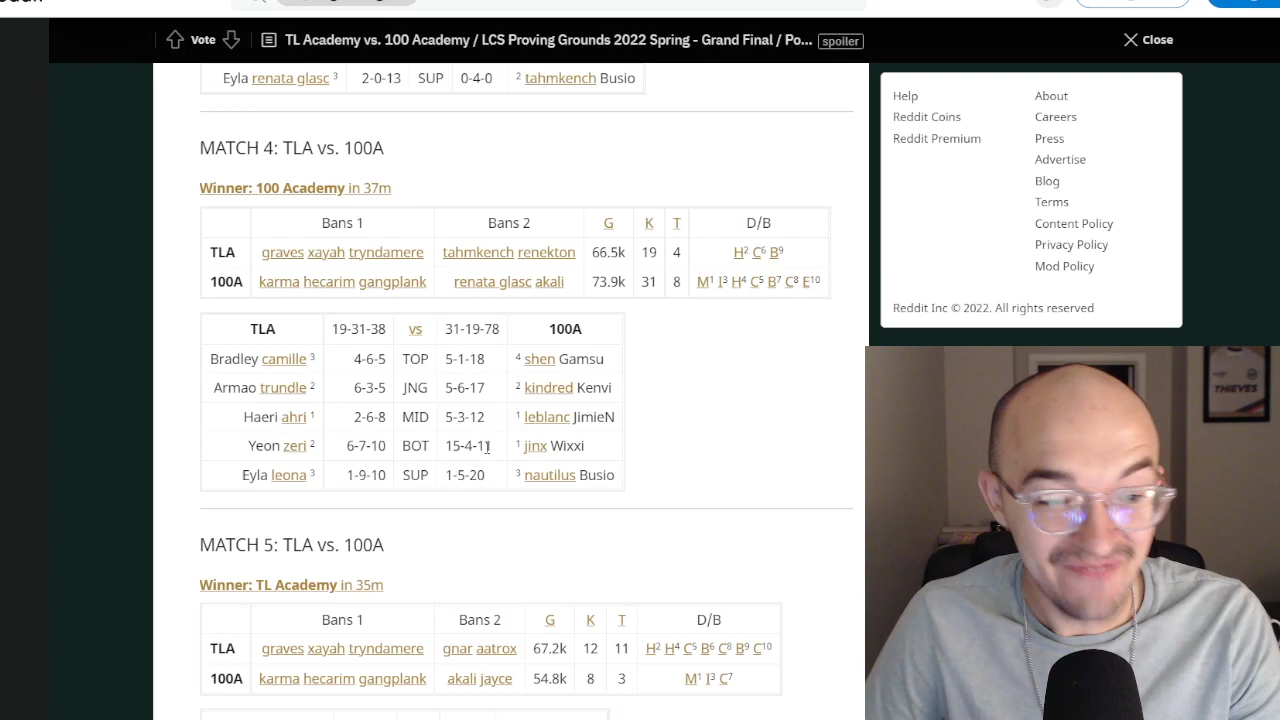 Vote TL Academy vs. 100 Academy / LCS Proving Grounds 2022 Spring - Grand Final / Po... spoiler Close
Eyla renata glasc 3 2-0-13 SUP 0-4-0 2 tahmkench Busio
MATCH 4: TLA vs. 100A
Winner: 100 Academy in 37m
Bans 1 Bans 2 G K T D/B
TLA graves xayah tryndamere tahmkench renekton 66.5k 19 4 H2 C6 B9
100A karma hecarim gangplank renata glasc akali 73.9k 31 8 M1 I3 H4 C5 B7 C8 E10
TLA 19-31-38 vs 31-19-78 100A
Bradley camille 3 4-6-5 TOP 5-1-18 4 shen Gamsu
Armao trundle 2 6-3-5 JNG 5-6-17 2 kindred Kenvi
Haeri ahri 1 2-6-8 MID 5-3-12 1 leblanc JimieN
Yeon zeri 2 6-7-10 BOT 15-4-11 1 jinx Wixxi
Eyla leona 3 1-9-10 SUP 1-5-20 3 nautilus Busio
MATCH 5: TLA vs. 100A
Winner: TL Academy in 35m
Bans 1 Bans 2 G K T D/B
TLA graves xayah tryndamere gnar aatrox 67.2k 12 11 H2 H4 C5 B6 C8 B9 C10
100A karma hecarim gangplank akali jayce 54.8k 8 3 M1 I3 C7
Help About
Reddit Coins Careers
Reddit Premium Press
Advertise
Blog
Terms
Content Policy
Privacy Policy
Mod Policy
Reddit Inc © 2022. All rights reserved
THIEVES